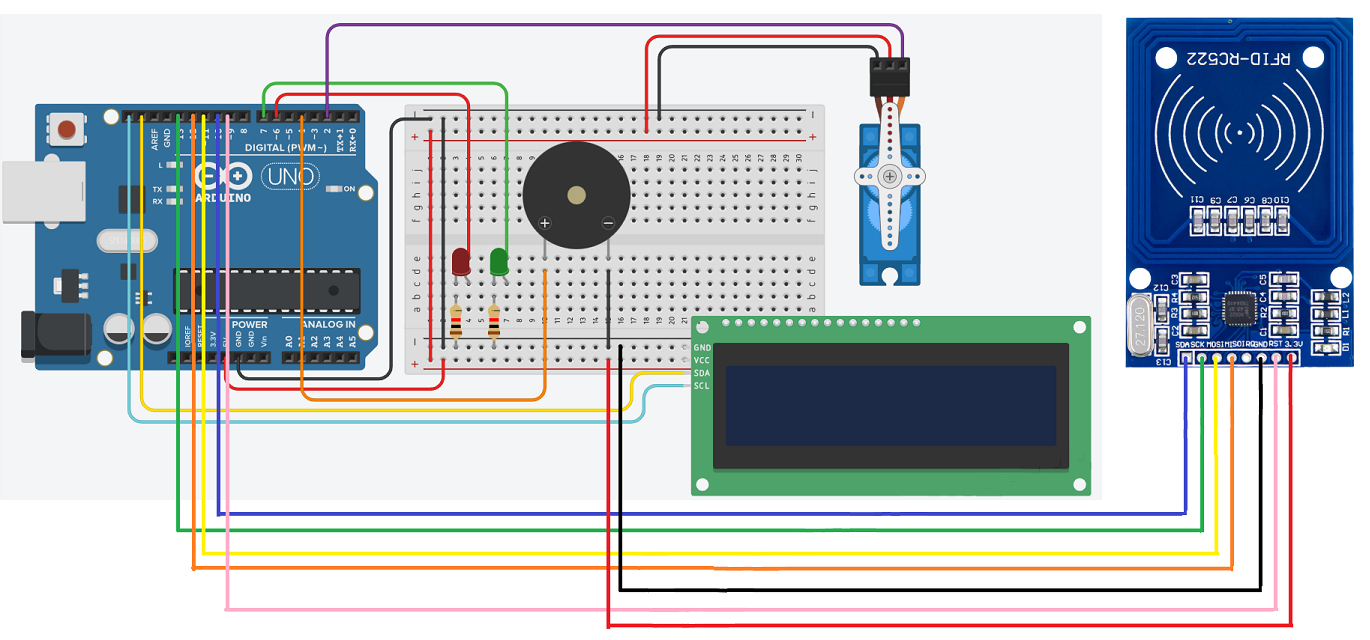 AREF
GND
13
12
11
10
~9
8
7
~6
~5
4
~3
2
TX→1
RX←0
DIGITAL (PWM~)
L
TX
RX
UNO
ARDUINO
ON
IOREF
RESET
3.3V
5V
GND
GND
Vin
POWER
ANALOG IN
A0
A1
A2
A3
A4
A5
GND
VCC
SDA
SCL
RFID-RC522
C11 C9 C7 C6 C8 C10
C3
R4
R3
C2
C12
C13
27.120
C5
C4
R2
C1
L2
L1
R1
D1
SDA SCK MOSI MISO IRQ GND RST 3.3V